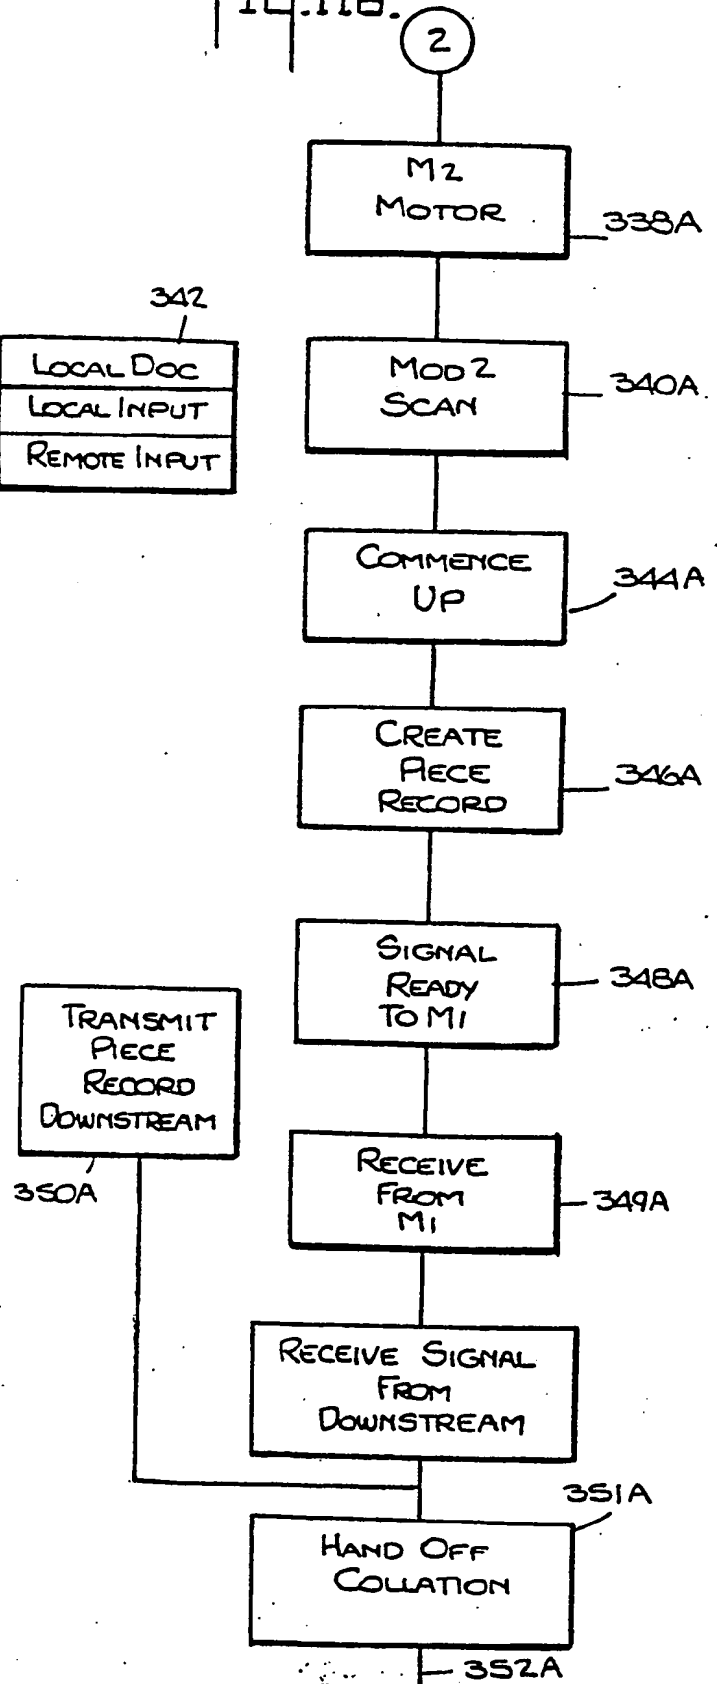 2
M2
MOTOR
338A
342
LOCAL DOC
LOCAL INPUT
REMOTE INPUT
MOD 2
SCAN
340A
COMMENCE
UP
344A
CREATE
PIECE
RECORD
346A
SIGNAL
READY
TO M1
348A
TRANSMIT
PIECE
RECORD
DOWNSTREAM
350A
RECEIVE
FROM
M1
349A
RECEIVE SIGNAL
FROM
DOWNSTREAM
351A
HAND OFF
COLLATION
352A